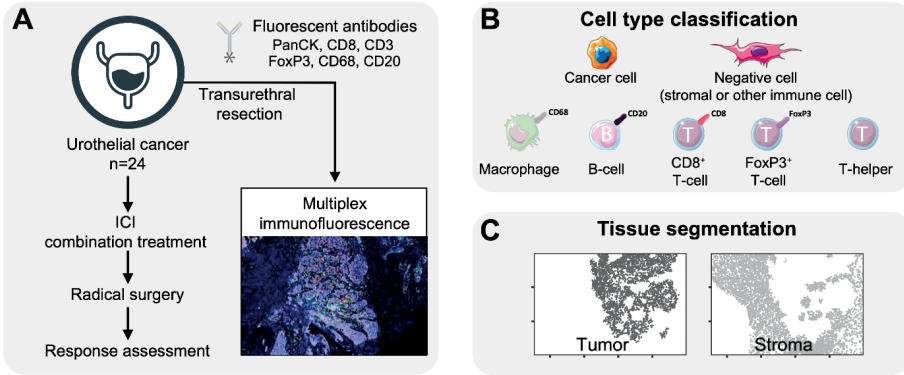 A
Fluorescent antibodies
PanCK, CD8, CD3
FoxP3, CD68, CD20
Transurethral
resection
Urothelial cancer
n=24
ICI
combination treatment
Radical surgery
Response assessment
Multiplex
immunofluorescence
B
Cell type classification
Cancer cell
Negative cell
(stromal or other immune cell)
CD68
CD20
CD8
FoxP3
B
T
T
T
Macrophage
B-cell
CD8⁺
T-cell
FoxP3⁺
T-cell
T-helper
C
Tissue segmentation
Tumor
Stroma